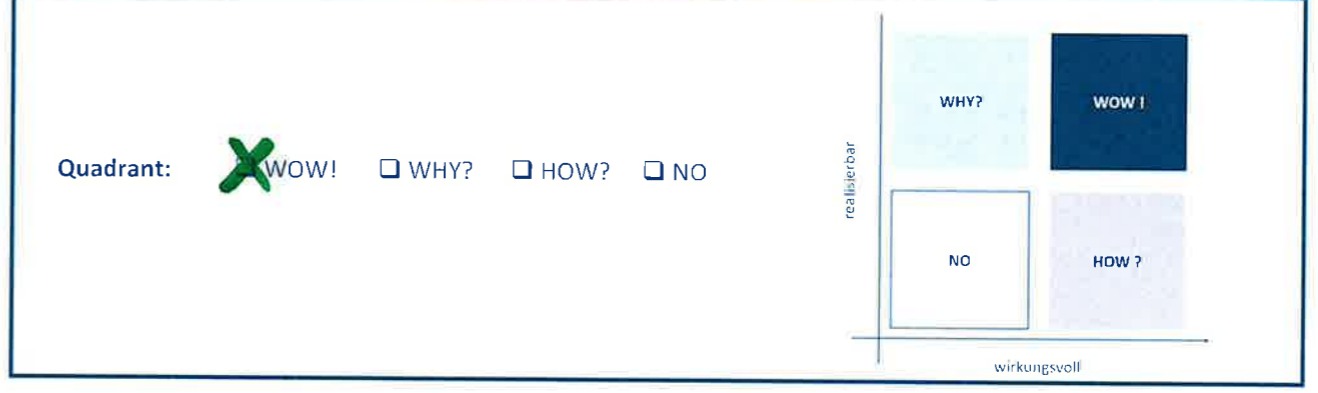 Quadrant: WOW! ❏ WHY? ❏ HOW? ❏ NO
WHY? WOW !
realisierbar
NO HOW ?
wirkungsvoll